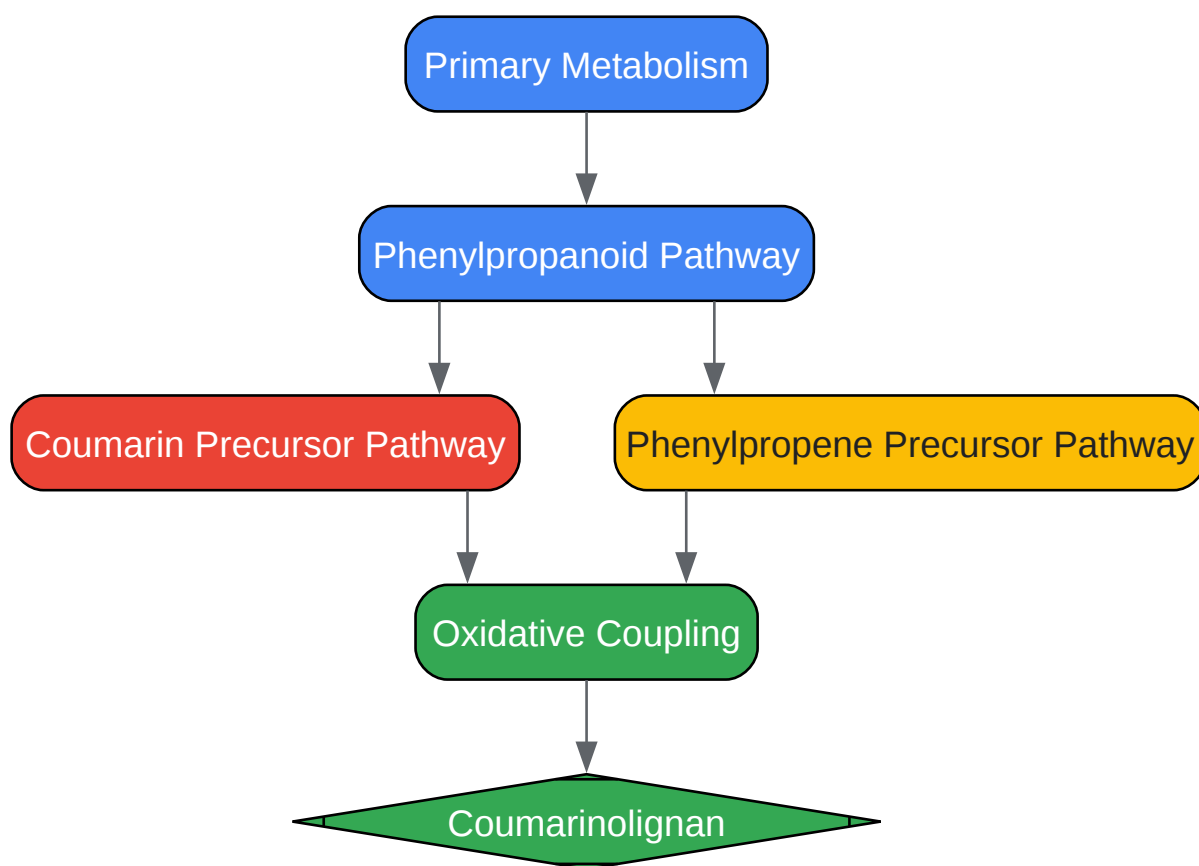 Primary Metabolism
Phenylpropanoid Pathway
Coumarin Precursor Pathway
Phenylpropene Precursor Pathway
Oxidative Coupling
Coumarinolignan